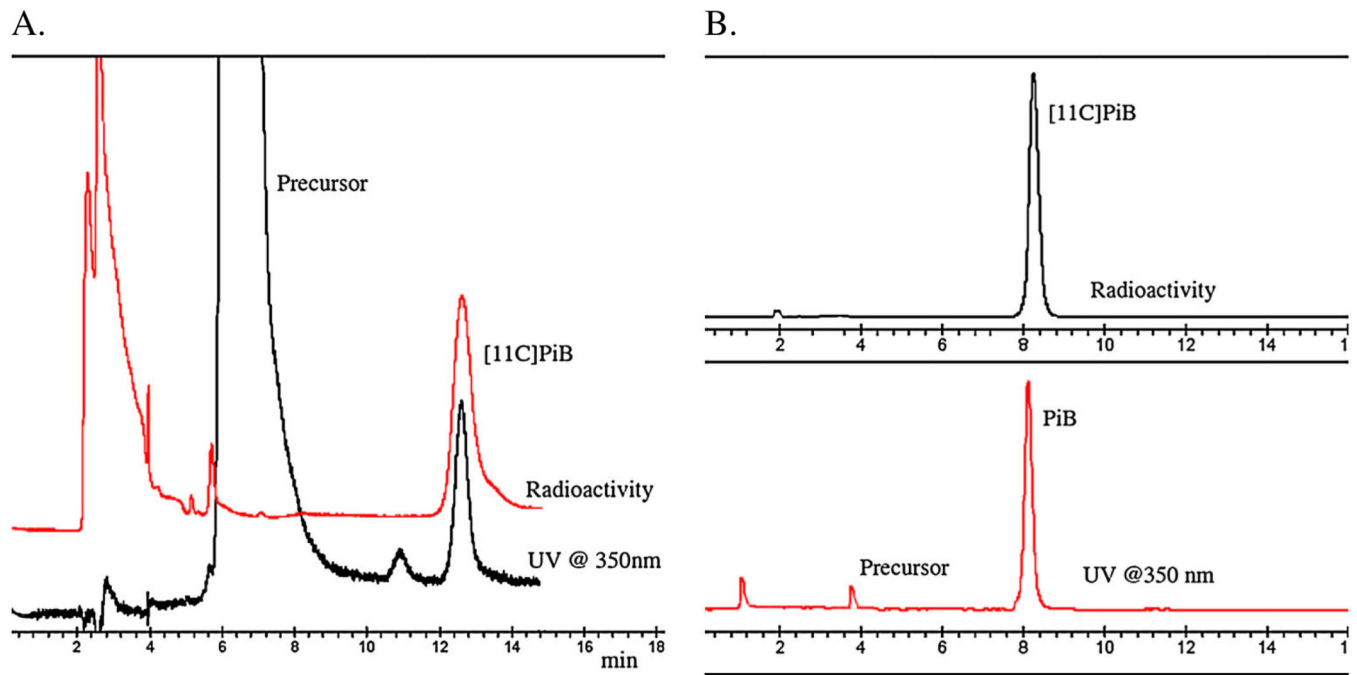 A.
Precursor
[11C]PiB
Radioactivity
UV @ 350nm
2 4 6 8 10 12 14 16 18
min
B.
[11C]PiB
Radioactivity
2 4 6 8 10 12 14 1
PiB
Precursor
UV @350 nm
2 4 6 8 10 12 14 1